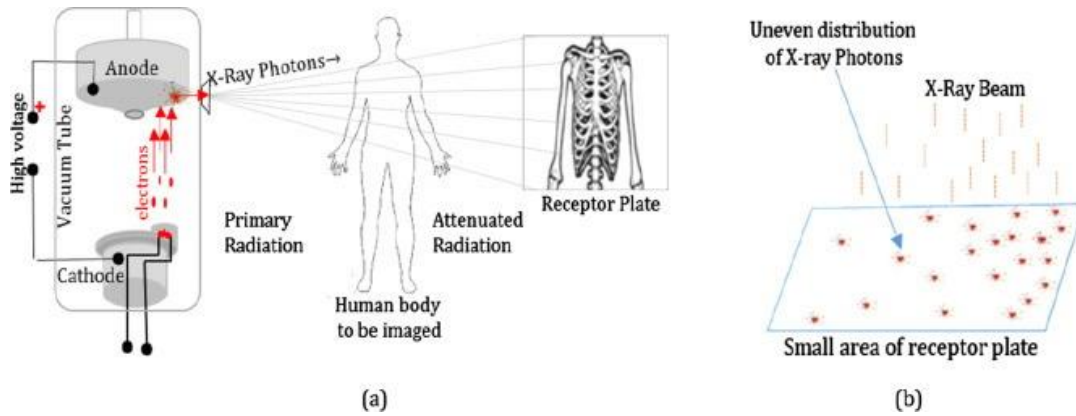 Anode
High voltage
+
Vacuum Tube
electrons
Cathode
X-Ray Photons→
Primary
Radiation
Attenuated
Radiation
Human body
to be imaged
Receptor Plate
(a)
Uneven distribution
of X-ray Photons
X-Ray Beam
Small area of receptor plate
(b)